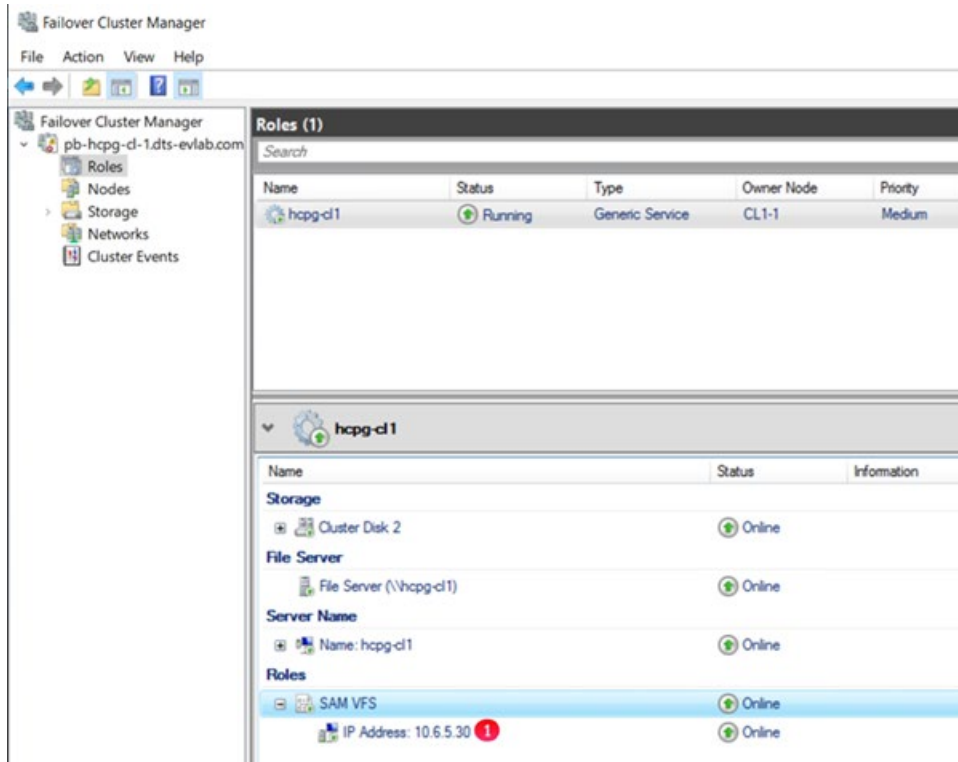 Failover Cluster Manager
File Action View Help
Failover Cluster Manager
pb-hcpg-cl-1.dts-evlab.com
Roles
Nodes
Storage
Networks
Cluster Events
Roles (1)
Search
Name Status Type Owner Node Priority
hcpg-cl1 Running Generic Service CL1-1 Medium
hcpg-cl1
Name Status Information
Storage
Cluster Disk 2 Online
File Server
File Server (\\hcpg-cl1) Online
Server Name
Name: hcpg-cl1 Online
Roles
SAM VFS Online
IP Address: 10.6.5.30 1 Online